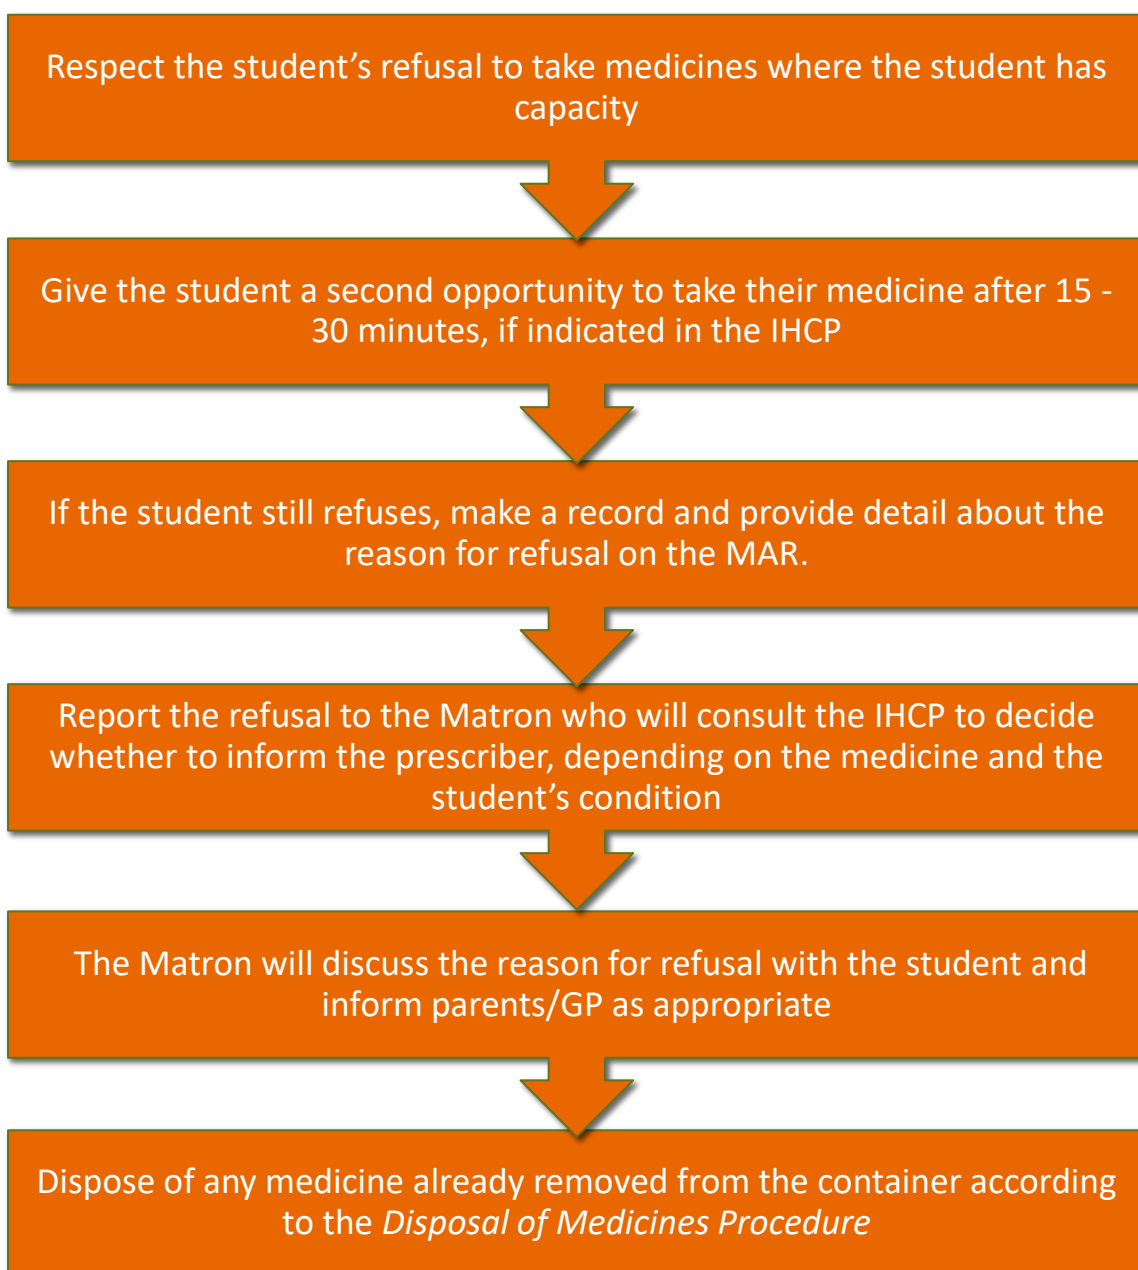 Respect the student’s refusal to take medicines where the student has
capacity
Give the student a second opportunity to take their medicine after 15 -
30 minutes, if indicated in the IHCP
If the student still refuses, make a record and provide detail about the
reason for refusal on the MAR.
Report the refusal to the Matron who will consult the IHCP to decide
whether to inform the prescriber, depending on the medicine and the
student’s condition
The Matron will discuss the reason for refusal with the student and
inform parents/GP as appropriate
Dispose of any medicine already removed from the container according
to the Disposal of Medicines Procedure